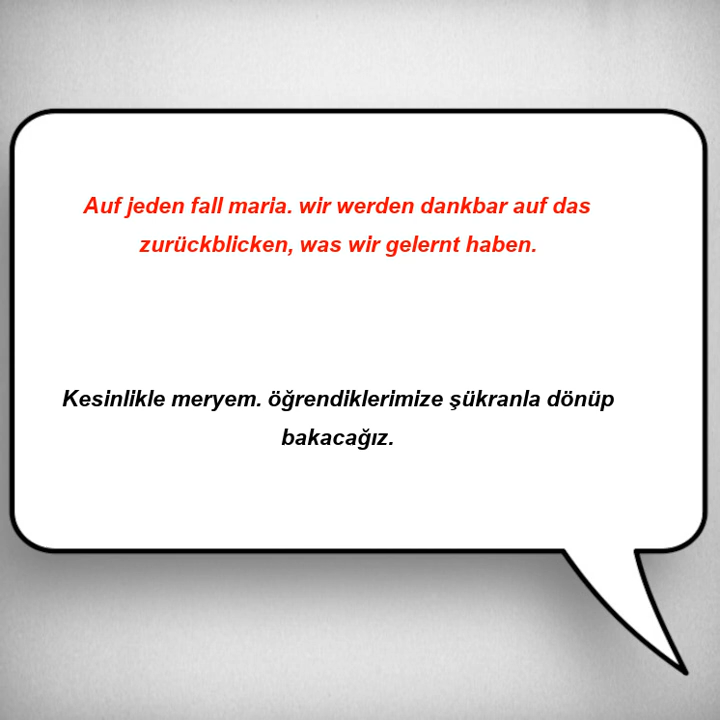 Auf jeden fall maria. wir werden dankbar auf das
zurückblicken, was wir gelernt haben.
Kesinlikle meryem. öğrendiklerimize şükranla dönüp
bakacağız.